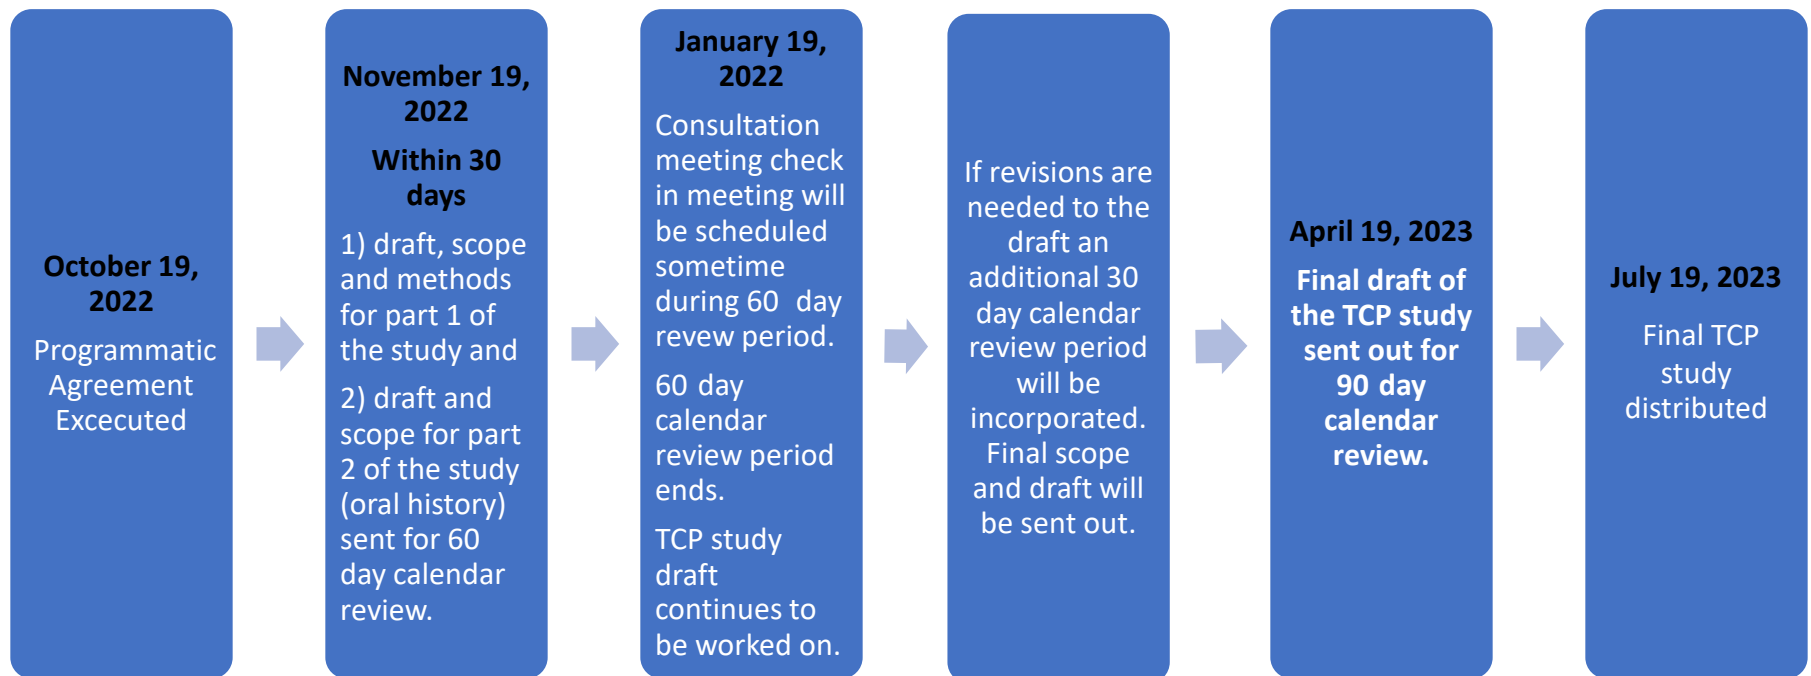 October 19,
2022
Programmatic
Agreement
Excecuted
November 19,
2022
Within 30
days
1) draft, scope
and methods
for part 1 of
the study and
2) draft and
scope for part
2 of the study
(oral history)
sent for 60
day calendar
review.
January 19,
2022
Consultation
meeting check
in meeting will
be scheduled
sometime
during 60 day
revew period.
60 day
calendar
review period
ends.
TCP study
draft
continues to
be worked on.
If revisions are
needed to the
draft an
additional 30
day calendar
review period
will be
incorporated.
Final scope
and draft will
be sent out.
April 19, 2023
Final draft of
the TCP study
sent out for
90 day
calendar
review.
July 19, 2023
Final TCP
study
distributed